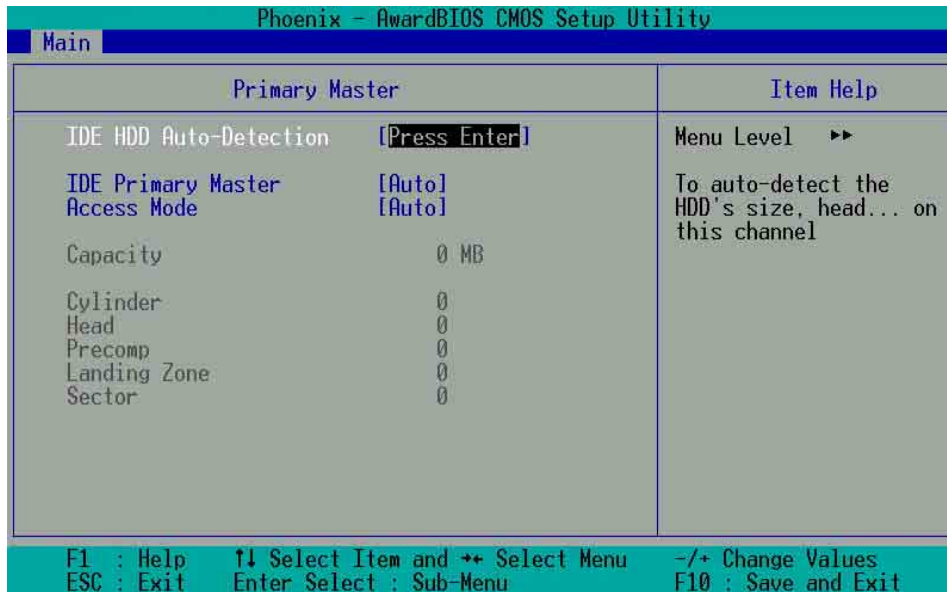 Phoenix - AwardBIOS CMOS Setup Utility
Main
Primary Master
Item Help
IDE HDD Auto-Detection [Press Enter]
IDE Primary Master [Auto]
Access Mode [Auto]
Capacity 0 MB
Cylinder 0
Head 0
Precomp 0
Landing Zone 0
Sector 0
Menu Level ▸▸
To auto-detect the
HDD's size, head... on
this channel
F1 : Help ↑↓ Select Item and →← Select Menu -/+ Change Values
ESC : Exit Enter Select : Sub-Menu F10 : Save and Exit